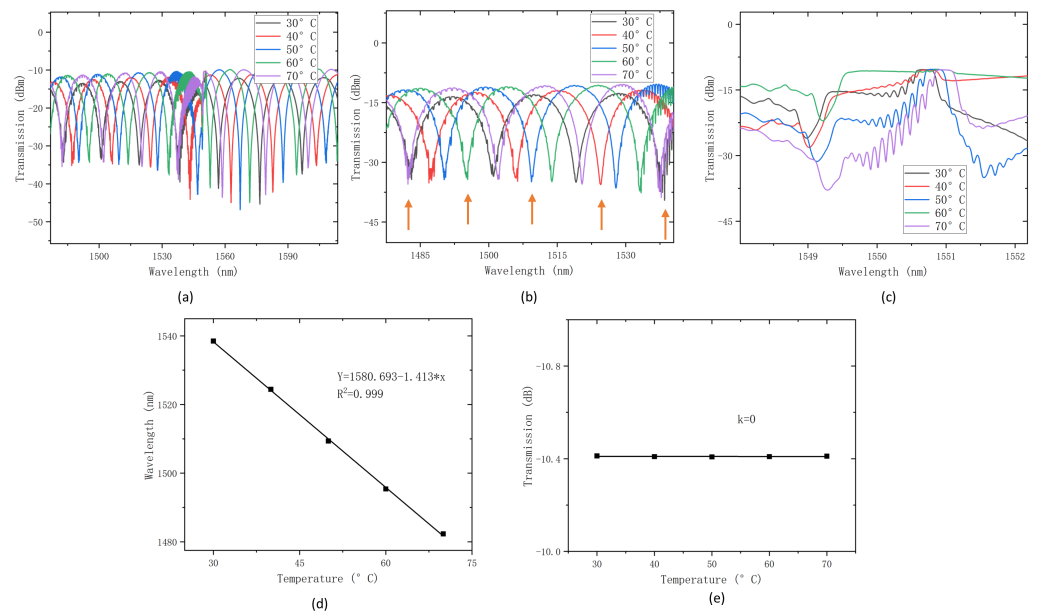 0
-10
-20
-30
-40
-50
Transmission (dBm)
1500
1530
1560
1590
Wavelength (nm)
30° C
40° C
50° C
60° C
70° C
(a)
0
-15
-30
-45
Transmission (dBm)
1485
1500
1515
1530
Wavelength (nm)
30° C
40° C
50° C
60° C
70° C
(b)
0
-15
-30
-45
Transmission (dBm)
1549
1550
1551
1552
Wavelength (nm)
30° C
40° C
50° C
60° C
70° C
(c)
1540
1520
1500
1480
Wavelength (nm)
Y=1580.693-1.413*x
R²=0.999
30
45
60
75
Temperature (° C)
(d)
-10.8
-10.4
-10.0
Transmission (dB)
k=0
30
40
50
60
70
Temperature (° C)
(e)